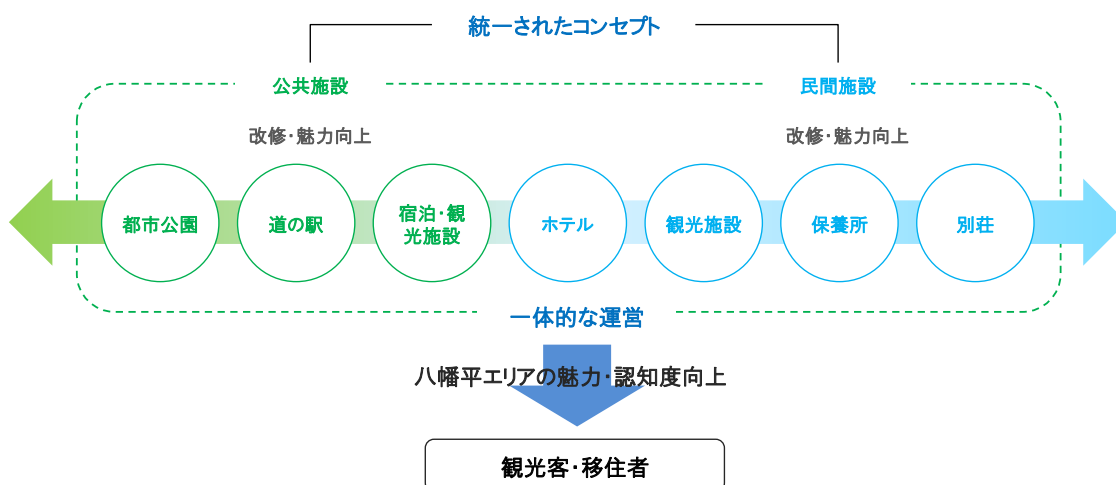 統一されたコンセプト
公共施設
民間施設
改修・魅力向上
改修・魅力向上
都市公園
道の駅
宿泊・観
光施設
ホテル
観光施設
保養所
別荘
一体的な運営
八幡平エリアの魅力・認知度向上
観光客・移住者